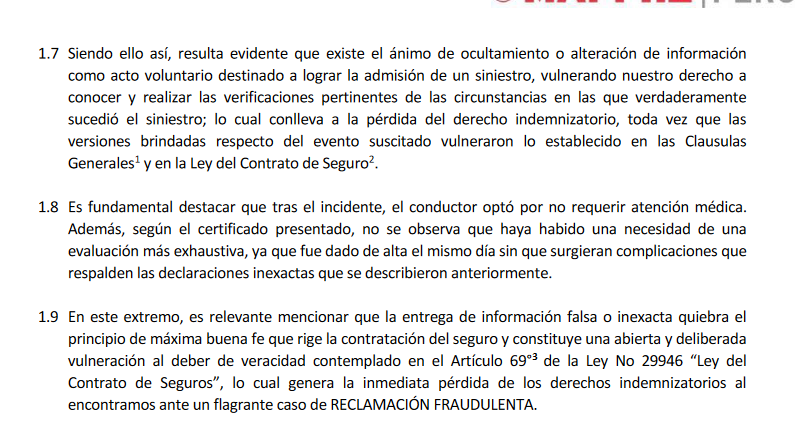 1.7 Siendo ello así, resulta evidente que existe el ánimo de ocultamiento o alteración de información
como acto voluntario destinado a lograr la admisión de un siniestro, vulnerando nuestro derecho a
conocer y realizar las verificaciones pertinentes de las circunstancias en las que verdaderamente
sucedió el siniestro; lo cual conlleva a la pérdida del derecho indemnizatorio, toda vez que las
versiones brindadas respecto del evento suscitado vulneraron lo establecido en las Clausulas
Generales¹ y en la Ley del Contrato de Seguro².
1.8 Es fundamental destacar que tras el incidente, el conductor optó por no requerir atención médica.
Además, según el certificado presentado, no se observa que haya habido una necesidad de una
evaluación más exhaustiva, ya que fue dado de alta el mismo día sin que surgieran complicaciones que
respalden las declaraciones inexactas que se describieron anteriormente.
1.9 En este extremo, es relevante mencionar que la entrega de información falsa o inexacta quiebra el
principio de máxima buena fe que rige la contratación del seguro y constituye una abierta y deliberada
vulneración al deber de veracidad contemplado en el Artículo 69°³ de la Ley No 29946 “Ley del
Contrato de Seguros”, lo cual genera la inmediata pérdida de los derechos indemnizatorios al
encontramos ante un flagrante caso de RECLAMACIÓN FRAUDULENTA.